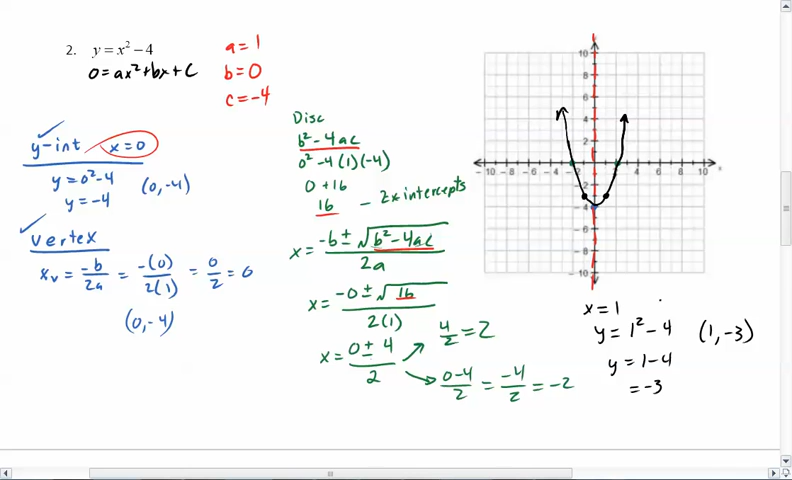 2. y = x² − 4
0 = ax² + bx + c
a = 1
b = 0
c = −4
y-int x = 0
y = 0² − 4 (0, −4)
y = −4
vertex
xᵥ = −b/2a = −(0)/2(1) = 0/2 = 0
(0, −4)
Disc
b² − 4ac
0² − 4(1)(−4)
0 + 16
16 – 2 x intercepts
x = −b ± √b² − 4ac / 2a
x = −0 ± √16 / 2(1)
x = 0 ± 4 / 2
4/2 = 2
0−4/2 = −4/2 = −2
10
8
6
4
2
−10 −8 −6 −4 −2 2 4 6 8 10 x
−2
−4
−6
−8
−10
x = 1
y = 1² − 4 (1, −3)
y = 1 − 4
= −3